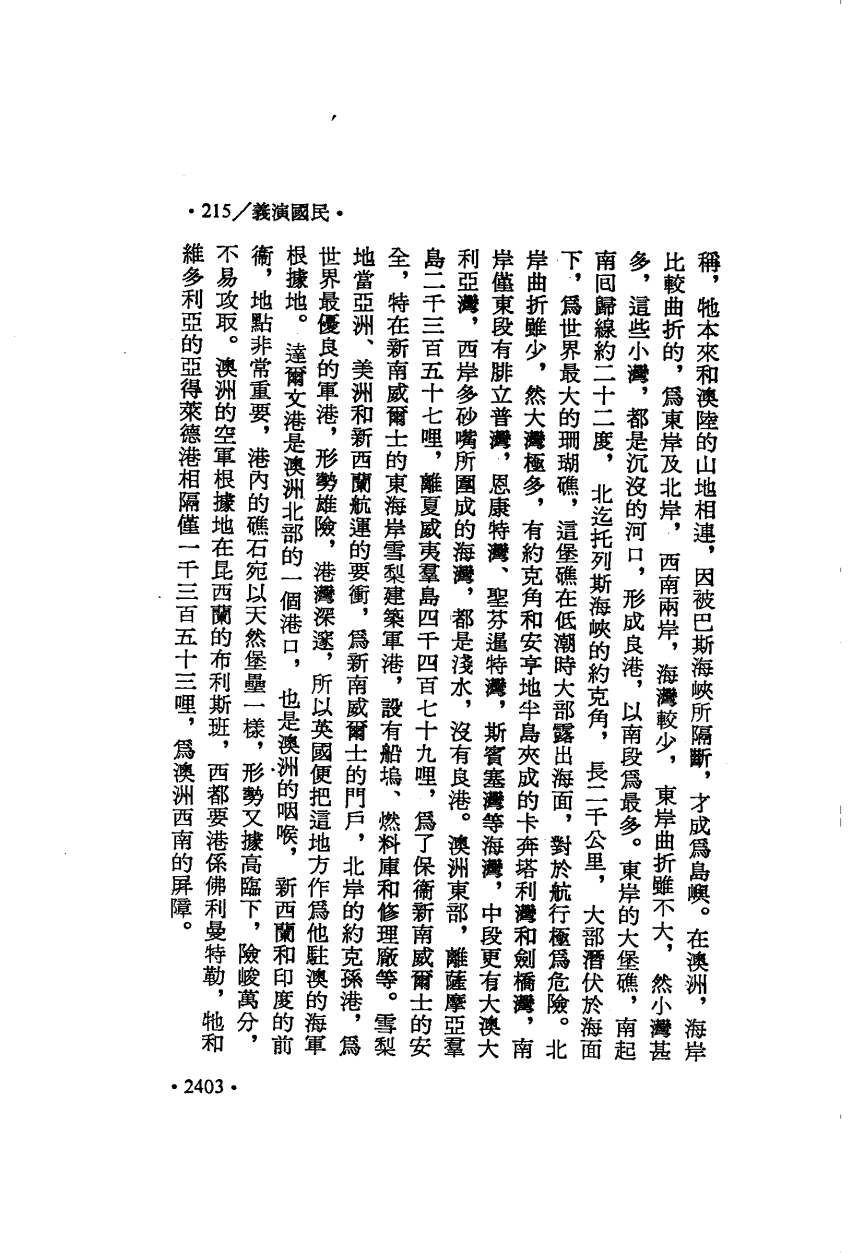 •215／義演國民•
稱，牠本來和澳陸的山地相連，因被巴斯海峽所隔斷，才成爲島嶼。在澳洲，海岸
比較曲折的，爲東岸及北岸，西南兩岸，海灣較少，東岸曲折雖不大，然小灣甚
多，這些小灣，都是沉沒的河口，形成良港，以南段爲最多。東岸的大堡礁，南起
南回歸線約二十二度，北迄托列斯海峽的約克角，長二千公里，大部潛伏於海面
下，爲世界最大的珊瑚礁，這堡礁在低潮時大部露出海面，對於航行極爲危險。北
岸曲折雖少，然大灣極多，有約克角和安亨地半島夾成的卡奔塔利灣和劍橋灣，南
岸僅東段有腓立普灣，恩康特灣、聖芬暹特灣，斯賓塞灣等海灣，中段更有大澳大
利亞灣，西岸多砂嘴所圍成的海灣，都是淺水，沒有良港。澳洲東部，離薩摩亞羣
島二千三百五十七哩，離夏威夷羣島四千四百七十九哩，爲了保衞新南威爾士的安
全，特在新南威爾士的東海岸雪梨建築軍港，設有船塢、燃料庫和修理廠等。雪梨
地當亞洲、美洲和新西蘭航運的要衝，爲新南威爾士的門戶，北岸的約克孫港，爲
世界最優良的軍港，形勢雄險，港灣深邃，所以英國便把這地方作爲他駐澳的海軍
根據地。達爾文港是澳洲北部的一個港口，也是澳洲的咽喉，新西蘭和印度的前
衞，地點非常重要，港內的礁石宛以天然堡壘一樣，形勢又據高臨下，險峻萬分，
不易攻取。澳洲的空軍根據地在昆西蘭的布利斯班，西都要港係佛利曼特勒，牠和
維多利亞的亞得萊德港相隔僅一千三百五十三哩，爲澳洲西南的屏障。
•2403•